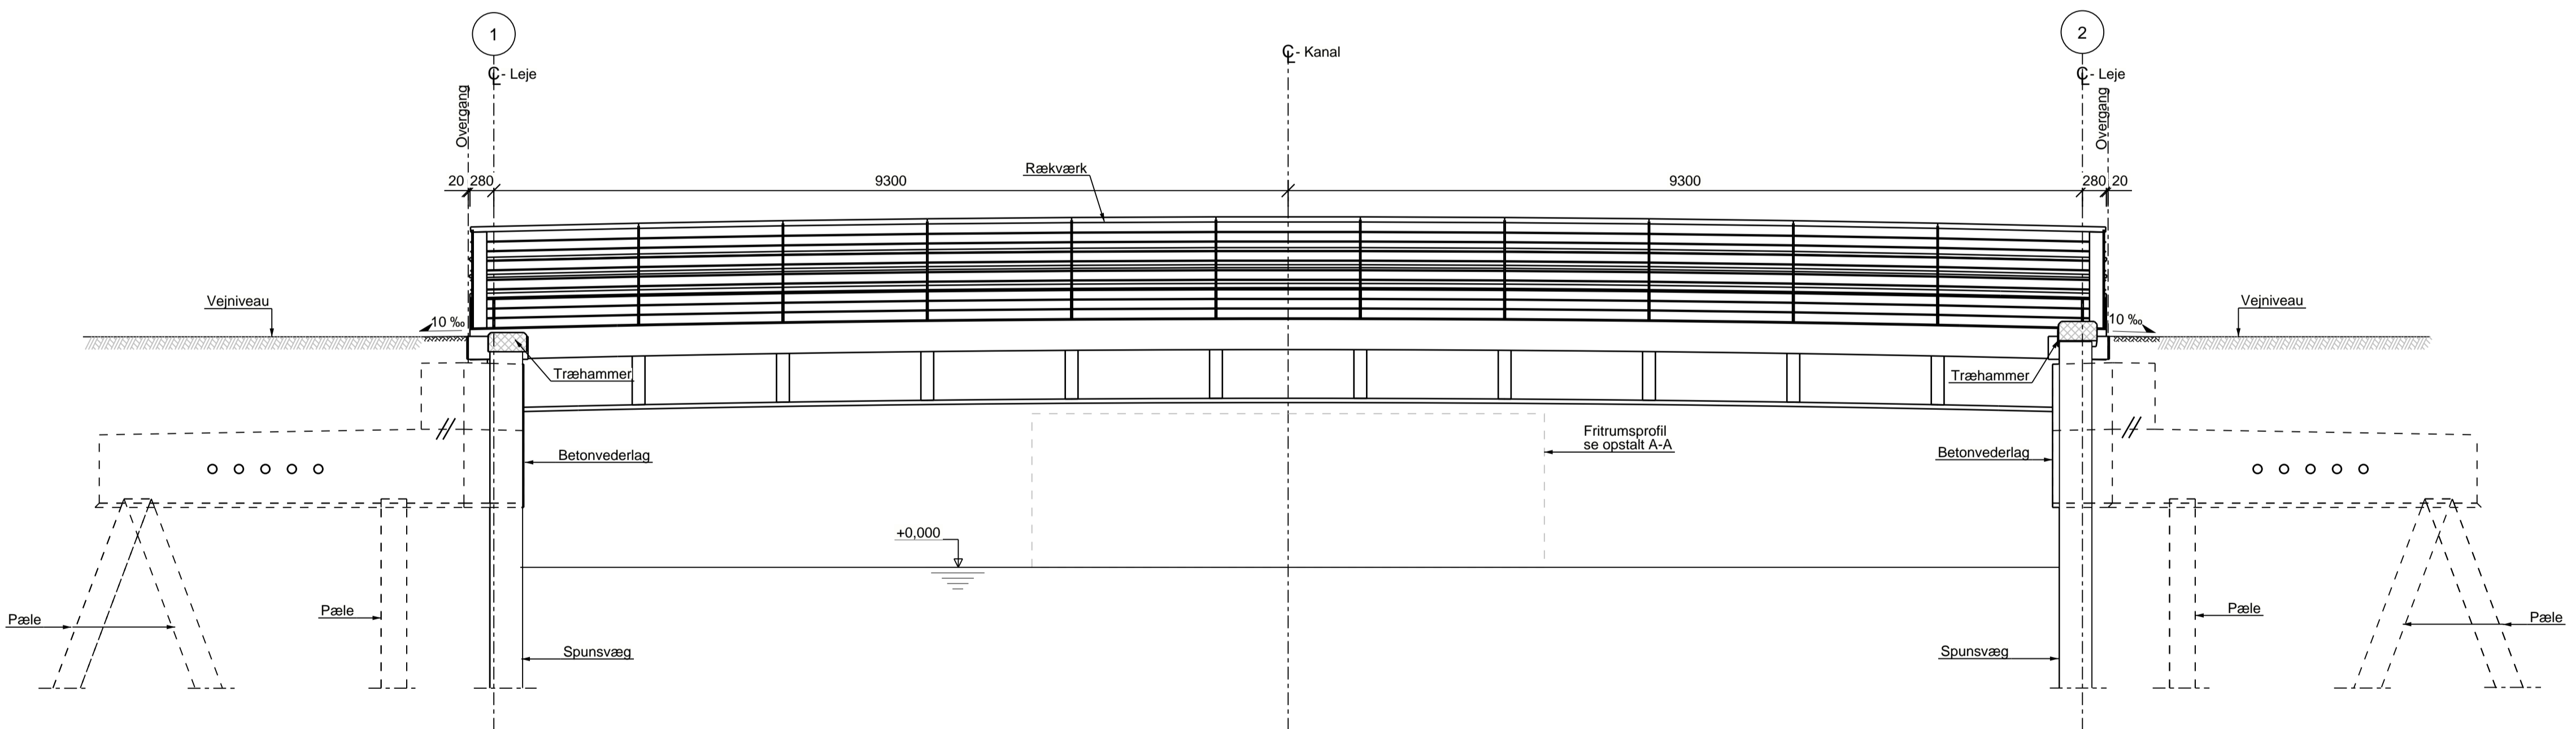 1
2
℄ - Leje
℄ - Kanal
℄ - Leje
Overgang
Overgang
Rækværk
20 280
9300
9300
280 20
Vejniveau
10 ‰
Vejniveau
10 ‰
Træhammer
Træhammer
Fritrumsprofil
se opstalt A-A
Betonvederlag
Betonvederlag
+0,000
Pæle
Pæle
Pæle
Pæle
Spunsvæg
Spunsvæg